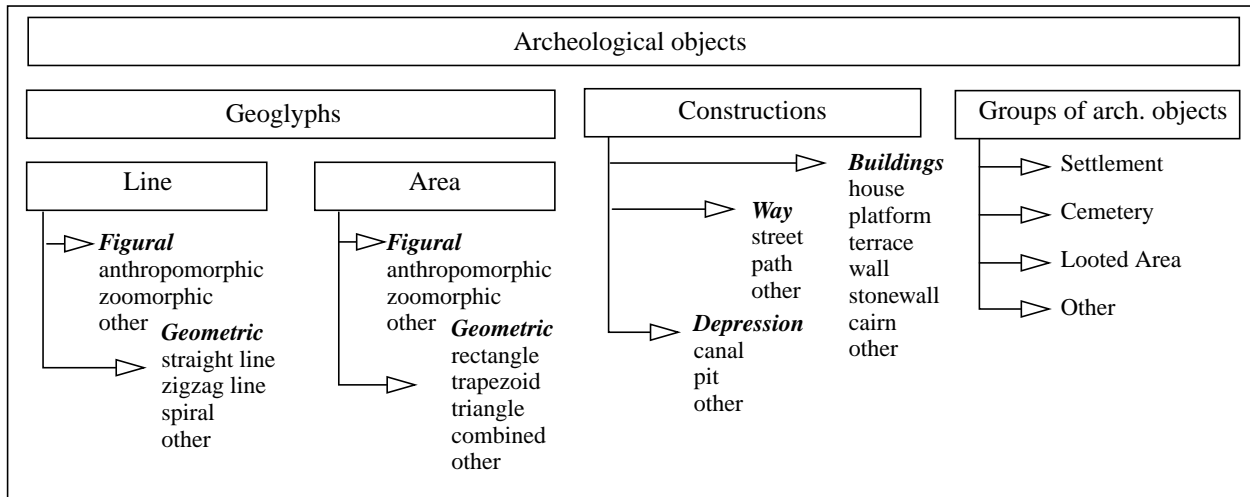 Archeological objects
Geoglyphs
Line
Figural
anthropomorphic
zoomorphic
other
Geometric
straight line
zigzag line
spiral
other
Area
Figural
anthropomorphic
zoomorphic
other
Geometric
rectangle
trapezoid
triangle
combined
other
Constructions
Buildings
house
platform
terrace
wall
stonewall
cairn
other
Way
street
path
other
Depression
canal
pit
other
Groups of arch. objects
Settlement
Cemetery
Looted Area
Other